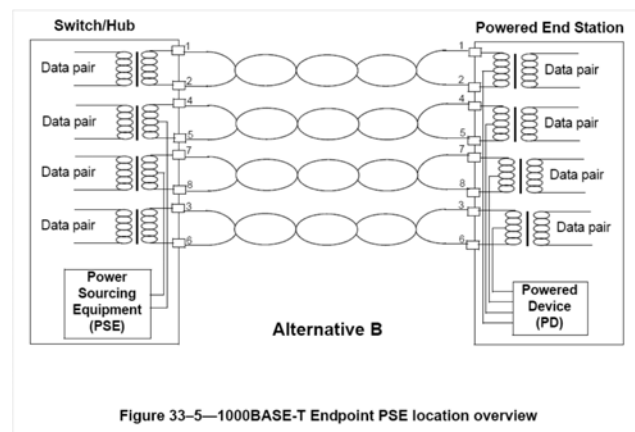 Switch/Hub
Powered End Station
Data pair
1
2
1
2
Data pair
Data pair
4
5
4
5
Data pair
Data pair
7
8
7
8
Data pair
Data pair
3
6
3
6
Data pair
Power
Sourcing
Equipment
(PSE)
Alternative B
Powered
Device
(PD)
Figure 33–5—1000BASE-T Endpoint PSE location overview